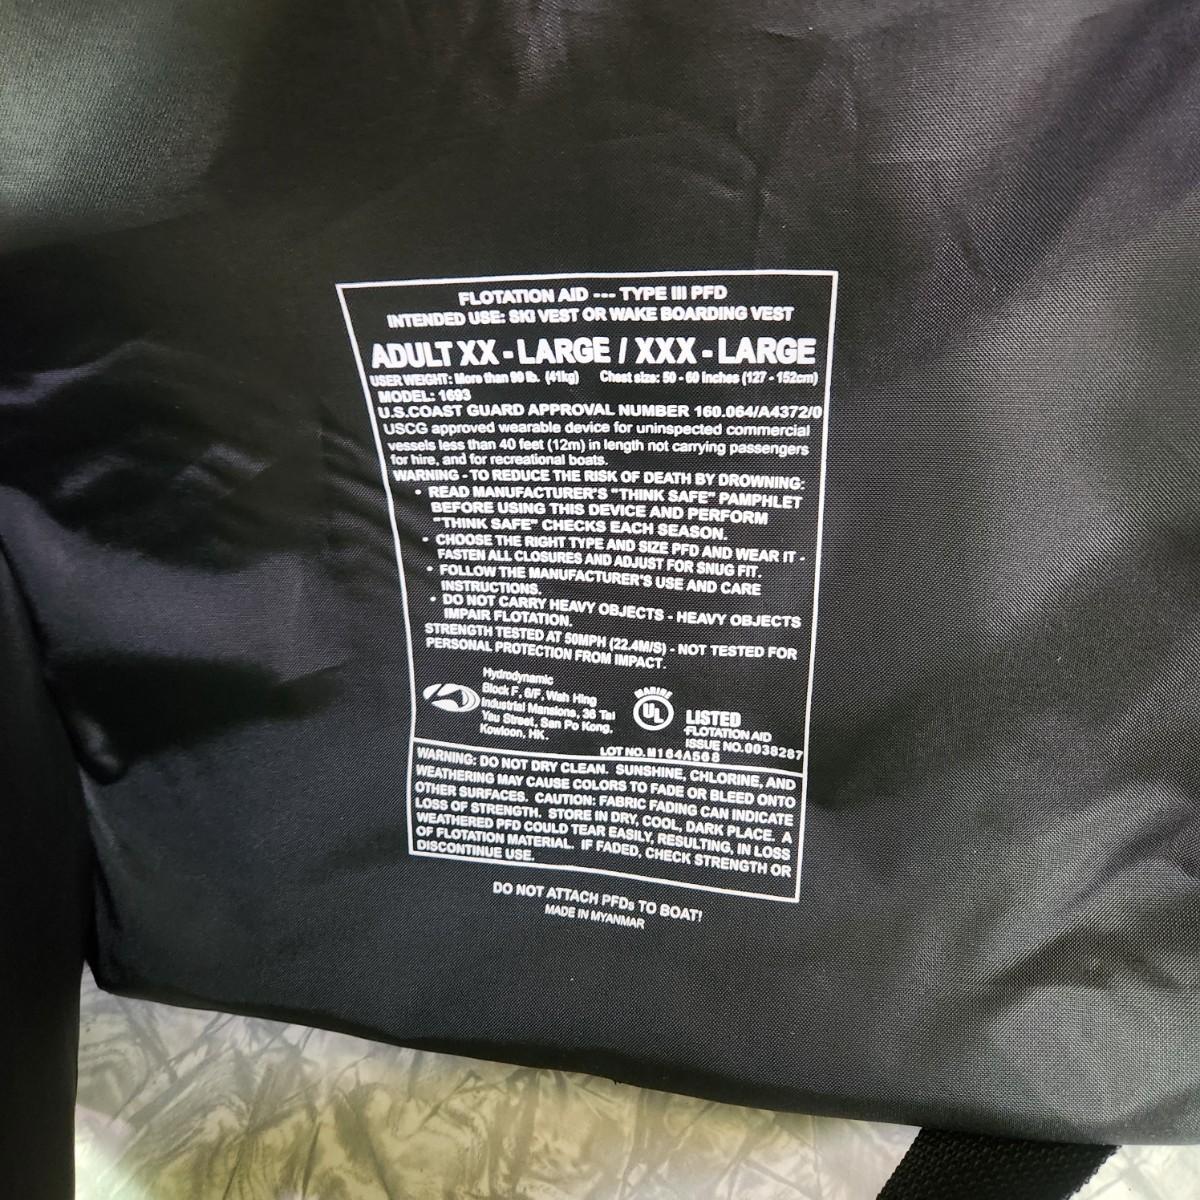 FLOTATION AID --- TYPE III PFD
INTENDED USE: SKI VEST OR WAKE BOARDING VEST
ADULT XX - LARGE / XXX - LARGE
USER WEIGHT: More than 90 lb. (41kg) Chest size: 50 - 60 inches (127 - 152cm)
MODEL: 1693
U.S.COAST GUARD APPROVAL NUMBER 160.064/A4372/0
USCG approved wearable device for uninspected commercial
vessels less than 40 feet (12m) in length not carrying passengers
for hire, and for recreational boats.
WARNING - TO REDUCE THE RISK OF DEATH BY DROWNING:
• READ MANUFACTURER'S "THINK SAFE" PAMPHLET
BEFORE USING THIS DEVICE AND PERFORM
"THINK SAFE" CHECKS EACH SEASON.
• CHOOSE THE RIGHT TYPE AND SIZE PFD AND WEAR IT -
FASTEN ALL CLOSURES AND ADJUST FOR SNUG FIT.
• FOLLOW THE MANUFACTURER'S USE AND CARE
INSTRUCTIONS.
• DO NOT CARRY HEAVY OBJECTS - HEAVY OBJECTS
IMPAIR FLOTATION.
STRENGTH TESTED AT 50MPH (22.4M/S) - NOT TESTED FOR
PERSONAL PROTECTION FROM IMPACT.
Hydrodynamic
Block F, 6/F, Wah Hing
Industrial Mansions, 36 Tai
Yau Street, San Po Kong,
Kowloon, HK.
MARINE
UL
LISTED
FLOTATION AID
ISSUE NO.0038287
LOT NO. M164A568
WARNING: DO NOT DRY CLEAN. SUNSHINE, CHLORINE, AND
WEATHERING MAY CAUSE COLORS TO FADE OR BLEED ONTO
OTHER SURFACES. CAUTION: FABRIC FADING CAN INDICATE
LOSS OF STRENGTH. STORE IN DRY, COOL, DARK PLACE. A
WEATHERED PFD COULD TEAR EASILY, RESULTING, IN LOSS
OF FLOTATION MATERIAL. IF FADED, CHECK STRENGTH OR
DISCONTINUE USE.
DO NOT ATTACH PFDs TO BOAT!
MADE IN MYANMAR